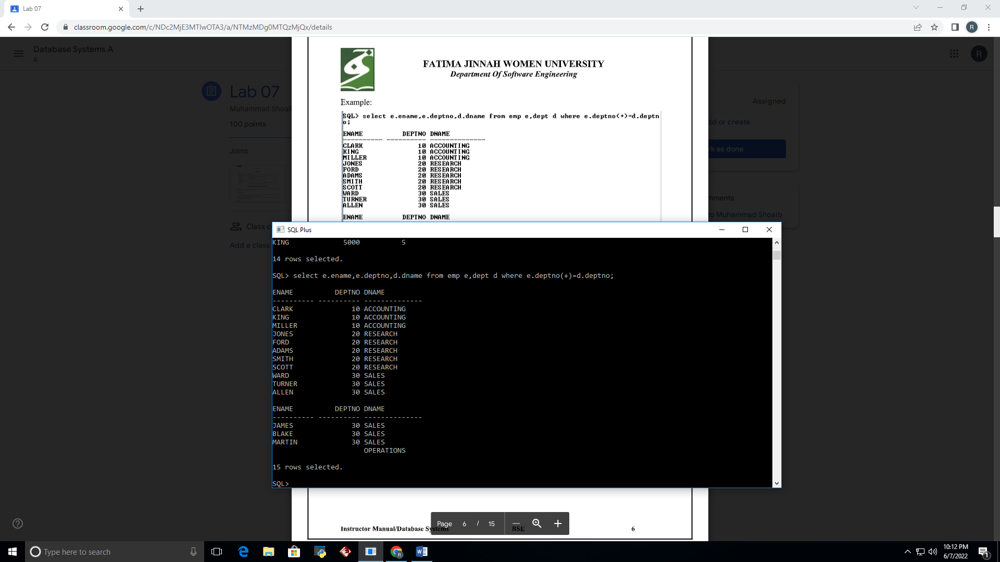 Lab 07
classroom.google.com/c/NDc2MjE3MTIwOTA3/a/NTMzMDg0MTQzMjQx/details
R
Database Systems A
A
R
Lab 07
Muhammad Shoaib
100 points
Joins
Class c
Add a class
Assigned
dd or create
rk as done
mments
to Muhammad Shoaib
FATIMA JINNAH WOMEN UNIVERSITY
Department Of Software Engineering
Example:
SQL> select e.ename,e.deptno,d.dname from emp e,dept d where e.deptno(+)=d.deptn
o;
ENAME DEPTNO DNAME
---------- ---------- --------------
CLARK 10 ACCOUNTING
KING 10 ACCOUNTING
MILLER 10 ACCOUNTING
JONES 20 RESEARCH
FORD 20 RESEARCH
ADAMS 20 RESEARCH
SMITH 20 RESEARCH
SCOTT 20 RESEARCH
WARD 30 SALES
TURNER 30 SALES
ALLEN 30 SALES
ENAME DEPTNO DNAME
SQL Plus
KING 5000 5
14 rows selected.
SQL> select e.ename,e.deptno,d.dname from emp e,dept d where e.deptno(+)=d.deptno;
ENAME DEPTNO DNAME
---------- ---------- --------------
CLARK 10 ACCOUNTING
KING 10 ACCOUNTING
MILLER 10 ACCOUNTING
JONES 20 RESEARCH
FORD 20 RESEARCH
ADAMS 20 RESEARCH
SMITH 20 RESEARCH
SCOTT 20 RESEARCH
WARD 30 SALES
TURNER 30 SALES
ALLEN 30 SALES
ENAME DEPTNO DNAME
---------- ---------- --------------
JAMES 30 SALES
BLAKE 30 SALES
MARTIN 30 SALES
OPERATIONS
15 rows selected.
SQL>
Page 6 / 15
Instructor Manual/Database Systems BSE 6
Type here to search
10:12 PM
6/7/2022
1